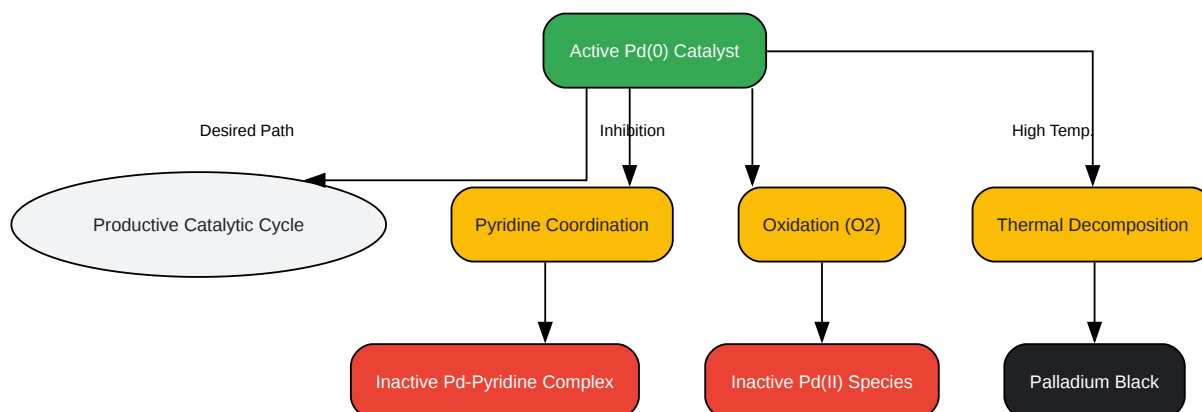 Active Pd(0) Catalyst
Desired Path
Inhibition
High Temp.
Productive Catalytic Cycle
Pyridine Coordination
Oxidation (O2)
Thermal Decomposition
Inactive Pd-Pyridine Complex
Inactive Pd(II) Species
Palladium Black